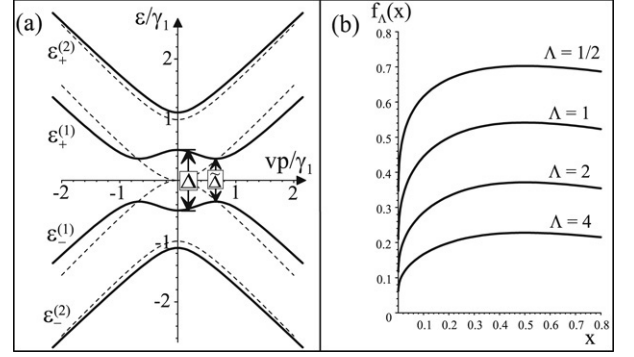 (a)
ε/γ₁
ε₊⁽²⁾
2
1
ε₊⁽¹⁾
vp/γ₁
Δ
Δ̃
-2
-1
1
2
ε₋⁽¹⁾
-1
ε₋⁽²⁾
-2
(b)
f_Λ(x)
0.8
0.7
Λ = 1/2
0.6
0.5
Λ = 1
0.4
0.3
Λ = 2
0.2
Λ = 4
0.1
0
0.1 0.2 0.3 0.4 0.5 0.6 0.7 0.8
x